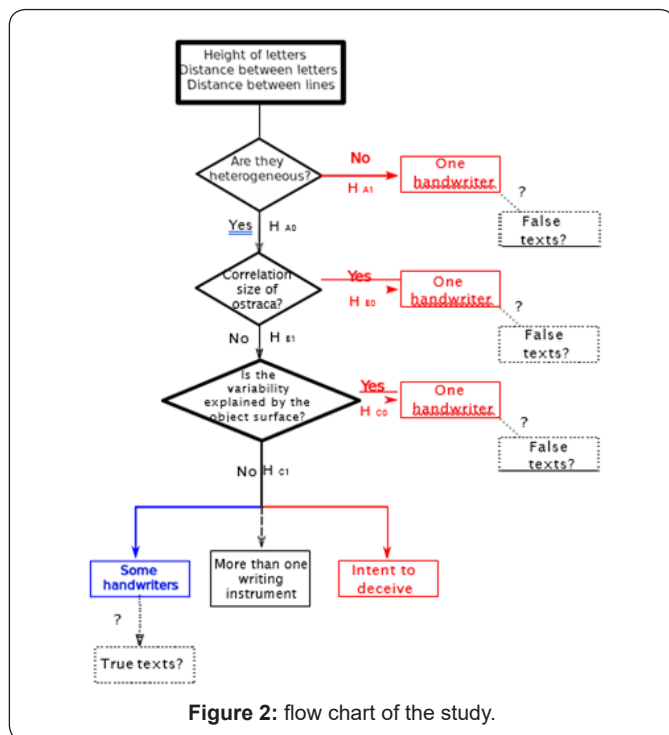 Height of letters
Distance between letters
Distance between lines
Are they
heterogeneous?
No
H A1
One
handwriter
?
False
texts?
Yes
H A0
Correlation
size of
ostraca?
Yes
H B0
One
handwriter
?
False
texts?
No
H B1
Is the
variability
explained by the
object surface?
Yes
H C0
One
handwriter
?
False
texts?
No
H C1
Some
handwriters
More than one
writing
instrument
Intent to
deceive
?
True texts?
Figure 2: flow chart of the study.